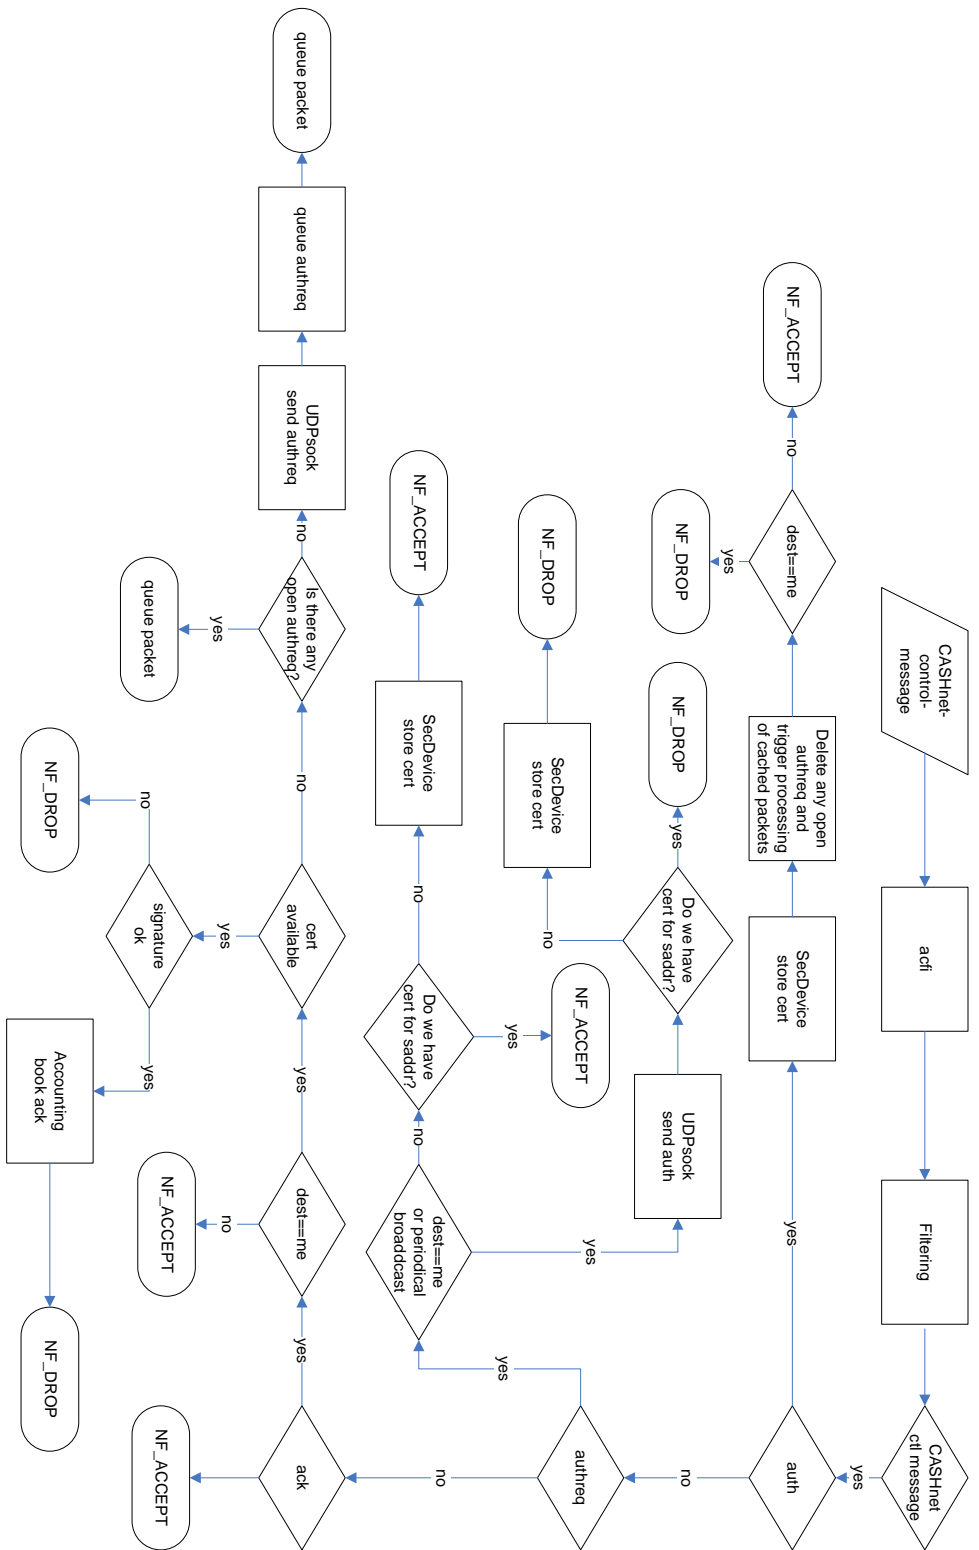 CASHnet-
control-
message
acfi
Filtering
CASHnet
ctl message
yes
auth
yes
SecDevice
store cert
Delete any open
authreq and
trigger processing
of cached packets
dest==me
no
NF_ACCEPT
yes
NF_DROP
no
authreq
yes
dest==me
or periodical
broaddcast
yes
UDPsock
send auth
Do we have
cert for saddr?
yes
NF_DROP
no
SecDevice
store cert
NF_DROP
no
Do we have
cert for saddr?
yes
NF_ACCEPT
no
SecDevice
store cert
NF_ACCEPT
no
ack
NF_ACCEPT
yes
dest==me
no
NF_ACCEPT
yes
cert
available
no
Is there any
open authreq?
no
UDPsock
send authreq
queue authreq
queue packet
yes
queue packet
yes
signature
ok
no
NF_DROP
yes
Accounting
book ack
NF_DROP